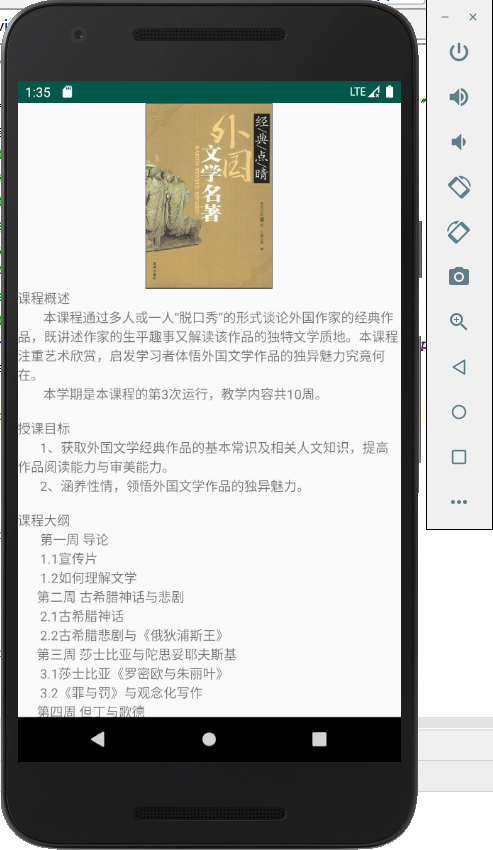 1:35
LTE
经典点睛
外国
文学名著
课程概述
本课程通过多人或一人“脱口秀”的形式谈论外国作家的经典作
品，既讲述作家的生平趣事又解读该作品的独特文学质地。本课程
注重艺术欣赏，启发学习者体悟外国文学作品的独异魅力究竟何
在。
本学期是本课程的第3次运行，教学内容共10周。
授课目标
1、获取外国文学经典作品的基本常识及相关人文知识，提高
作品阅读能力与审美能力。
2、涵养性情，领悟外国文学作品的独异魅力。
课程大纲
第一周 导论
1.1宣传片
1.2如何理解文学
第二周 古希腊神话与悲剧
2.1古希腊神话
2.2古希腊悲剧与《俄狄浦斯王》
第三周 莎士比亚与陀思妥耶夫斯基
3.1莎士比亚《罗密欧与朱丽叶》
3.2《罪与罚》与观念化写作
第四周 但丁与歌德